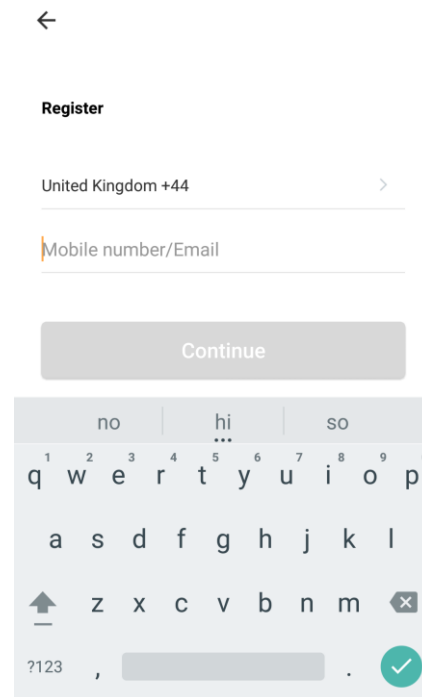 Register
United Kingdom +44
Mobile number/Email
Continue
no hi so
1 2 3 4 5 6 7 8 9
q w e r t y u i o p
a s d f g h j k l
z x c v b n m
?123 , .